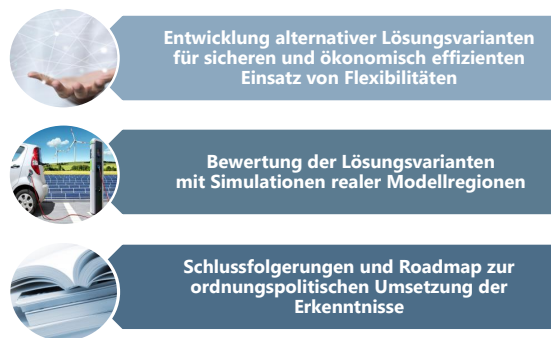 Entwicklung alternativer Lösungsvarianten
für sicheren und ökonomisch effizienten
Einsatz von Flexibilitäten
Bewertung der Lösungsvarianten
mit Simulationen realer Modellregionen
Schlussfolgerungen und Roadmap zur
ordnungspolitischen Umsetzung der
Erkenntnisse